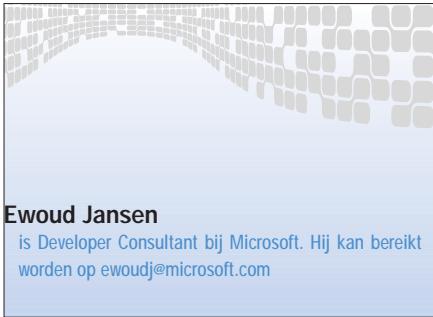 Ewoud Jansen
is Developer Consultant bij Microsoft. Hij kan bereikt
worden op ewoudj@microsoft.com